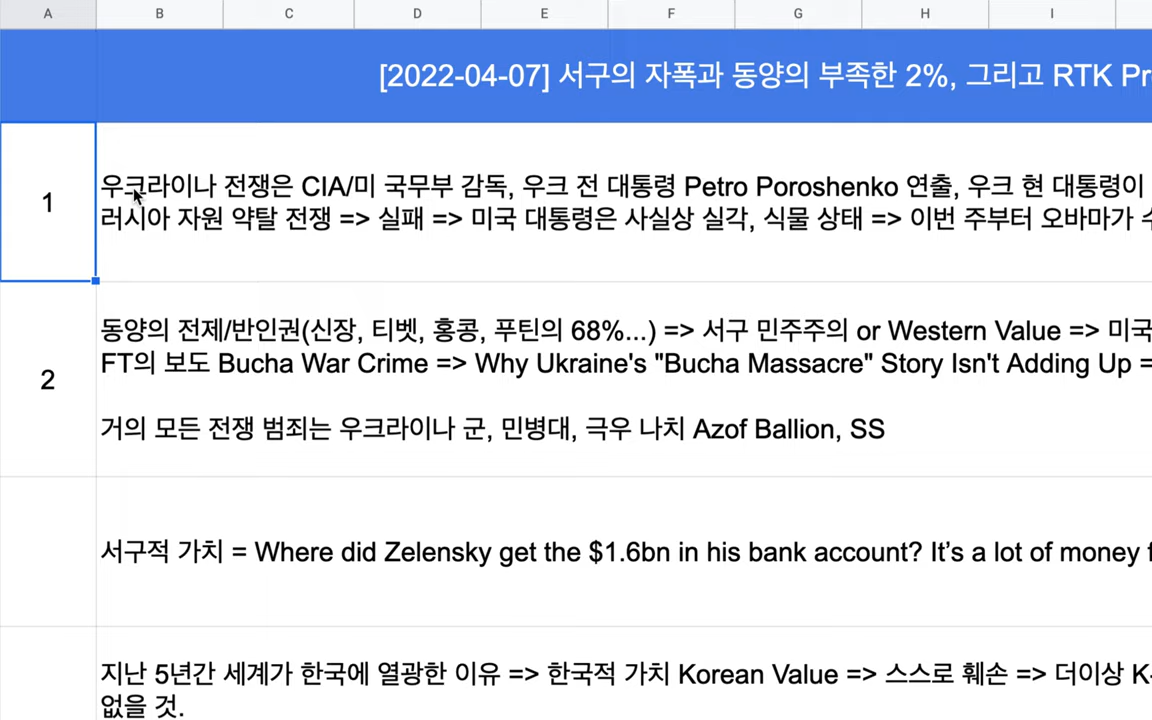 A B C D E F G H I
[2022-04-07] 서구의 자폭과 동양의 부족한 2%, 그리고 RTK Pr
1
우크라이나 전쟁은 CIA/미 국무부 감독, 우크 전 대통령 Petro Poroshenko 연출, 우크 현 대통령이
러시아 자원 약탈 전쟁 => 실패 => 미국 대통령은 사실상 실각, 식물 상태 => 이번 주부터 오바마가
2
동양의 전제/반인권(신장, 티벳, 홍콩, 푸틴의 68%...) => 서구 민주주의 or Western Value => 미국
FT의 보도 Bucha War Crime => Why Ukraine's "Bucha Massacre" Story Isn't Adding Up =
거의 모든 전쟁 범죄는 우크라이나 군, 민병대, 극우 나치 Azof Ballion, SS
서구적 가치 = Where did Zelensky get the $1.6bn in his bank account? It’s a lot of money f
지난 5년간 세계가 한국에 열광한 이유 => 한국적 가치 Korean Value => 스스로 훼손 => 더이상 K
없을 것.